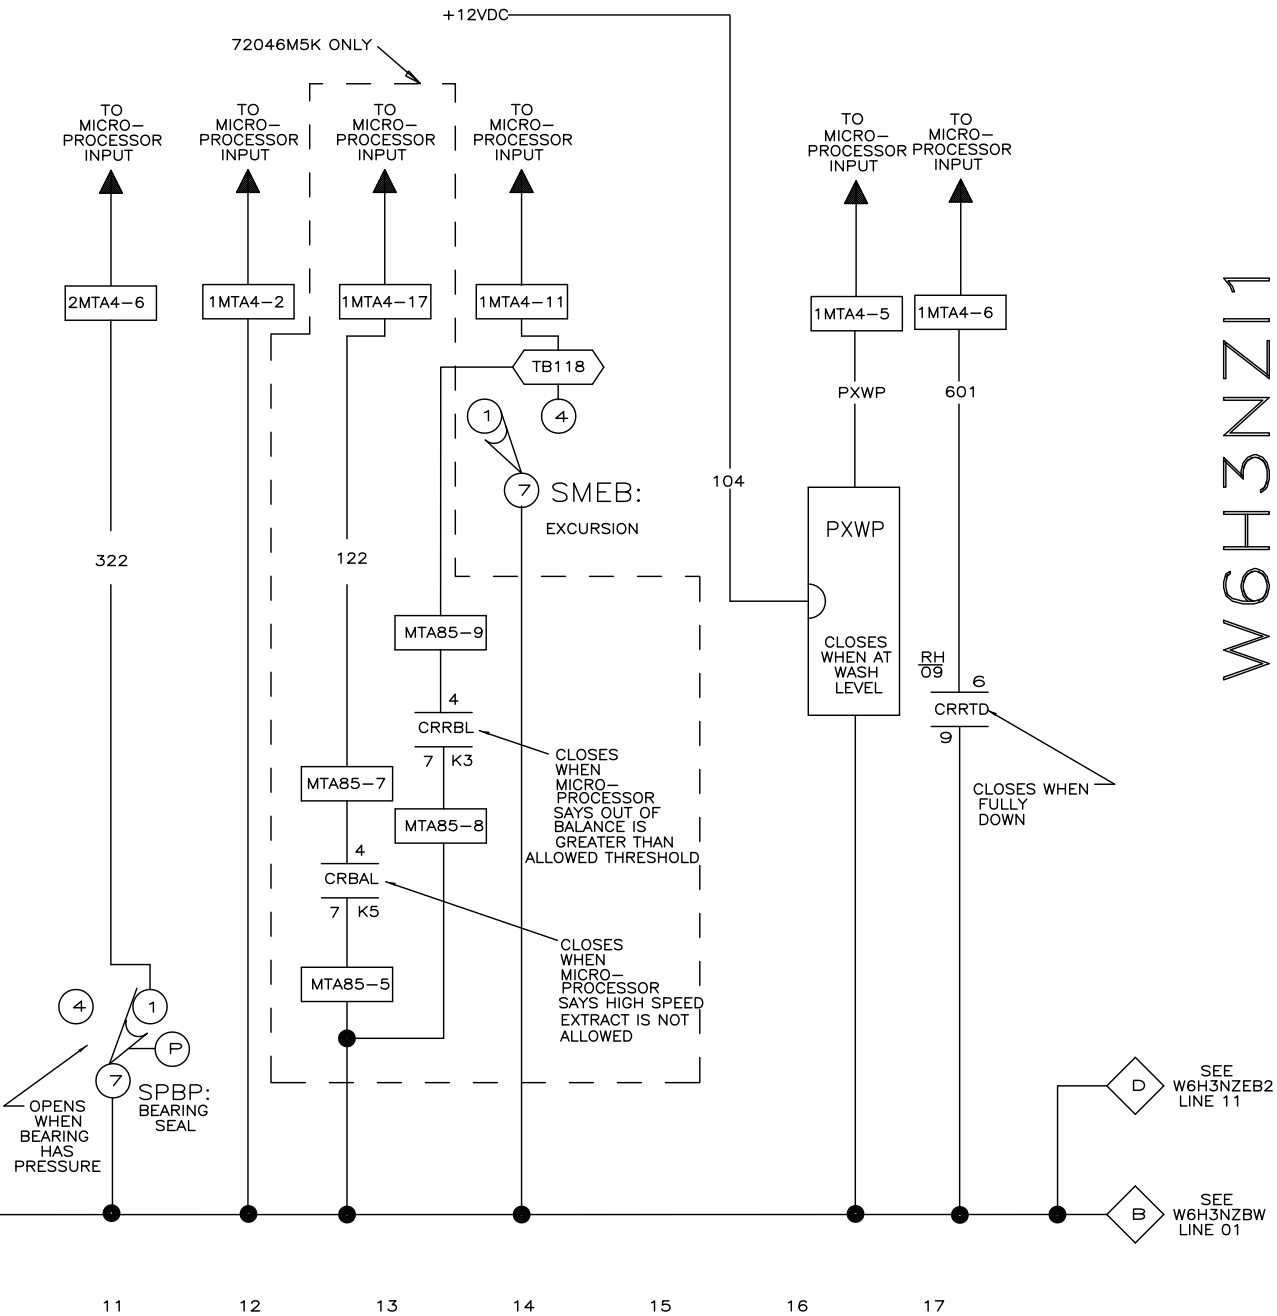 +12VDC
72046M5K ONLY
TO
MICRO-
PROCESSOR
INPUT
TO
MICRO-
PROCESSOR
INPUT
TO
MICRO-
PROCESSOR
INPUT
TO
MICRO-
PROCESSOR
INPUT
TO
MICRO-
PROCESSOR
INPUT
TO
MICRO-
PROCESSOR
INPUT
2MTA4-6
1MTA4-2
1MTA4-17
1MTA4-11
1MTA4-5
1MTA4-6
W6H3NZI1
TB118
PXWP
601
1
4
104
7
SMEB:
EXCURSION
PXWP
322
122
MTA85-9
CLOSES
WHEN AT
WASH
LEVEL
RH
09
6
CRRTD
9
4
CRRBL
7 K3
CLOSES
WHEN
MICRO-
PROCESSOR
SAYS OUT OF
BALANCE IS
GREATER THAN
ALLOWED THRESHOLD
CLOSES WHEN
FULLY
DOWN
MTA85-7
MTA85-8
4
CRBAL
7 K5
CLOSES
WHEN
MICRO-
PROCESSOR
SAYS HIGH SPEED
EXTRACT IS NOT
ALLOWED
MTA85-5
4
1
P
7
SPBP:
BEARING
SEAL
OPENS
WHEN
BEARING
HAS
PRESSURE
D
SEE
W6H3NZEB2
LINE 11
B
SEE
W6H3NZBW
LINE 01
11 12 13 14 15 16 17